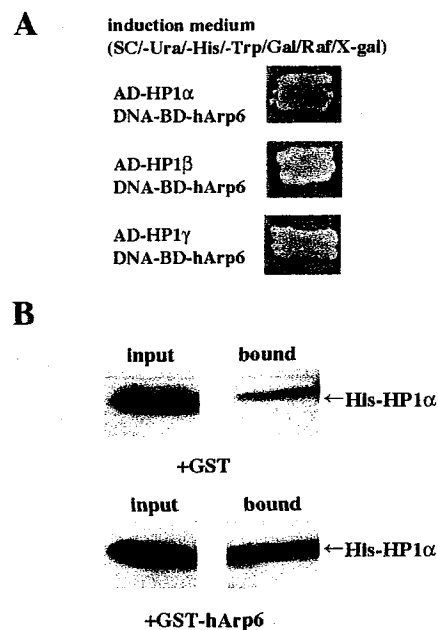 A
induction medium
(SC/-Ura/-His/-Trp/Gal/Raf/X-gal)
AD-HP1α
DNA-BD-hArp6
AD-HP1β
DNA-BD-hArp6
AD-HP1γ
DNA-BD-hArp6
B
input bound
←His-HP1α
+GST
input bound
←His-HP1α
+GST-hArp6